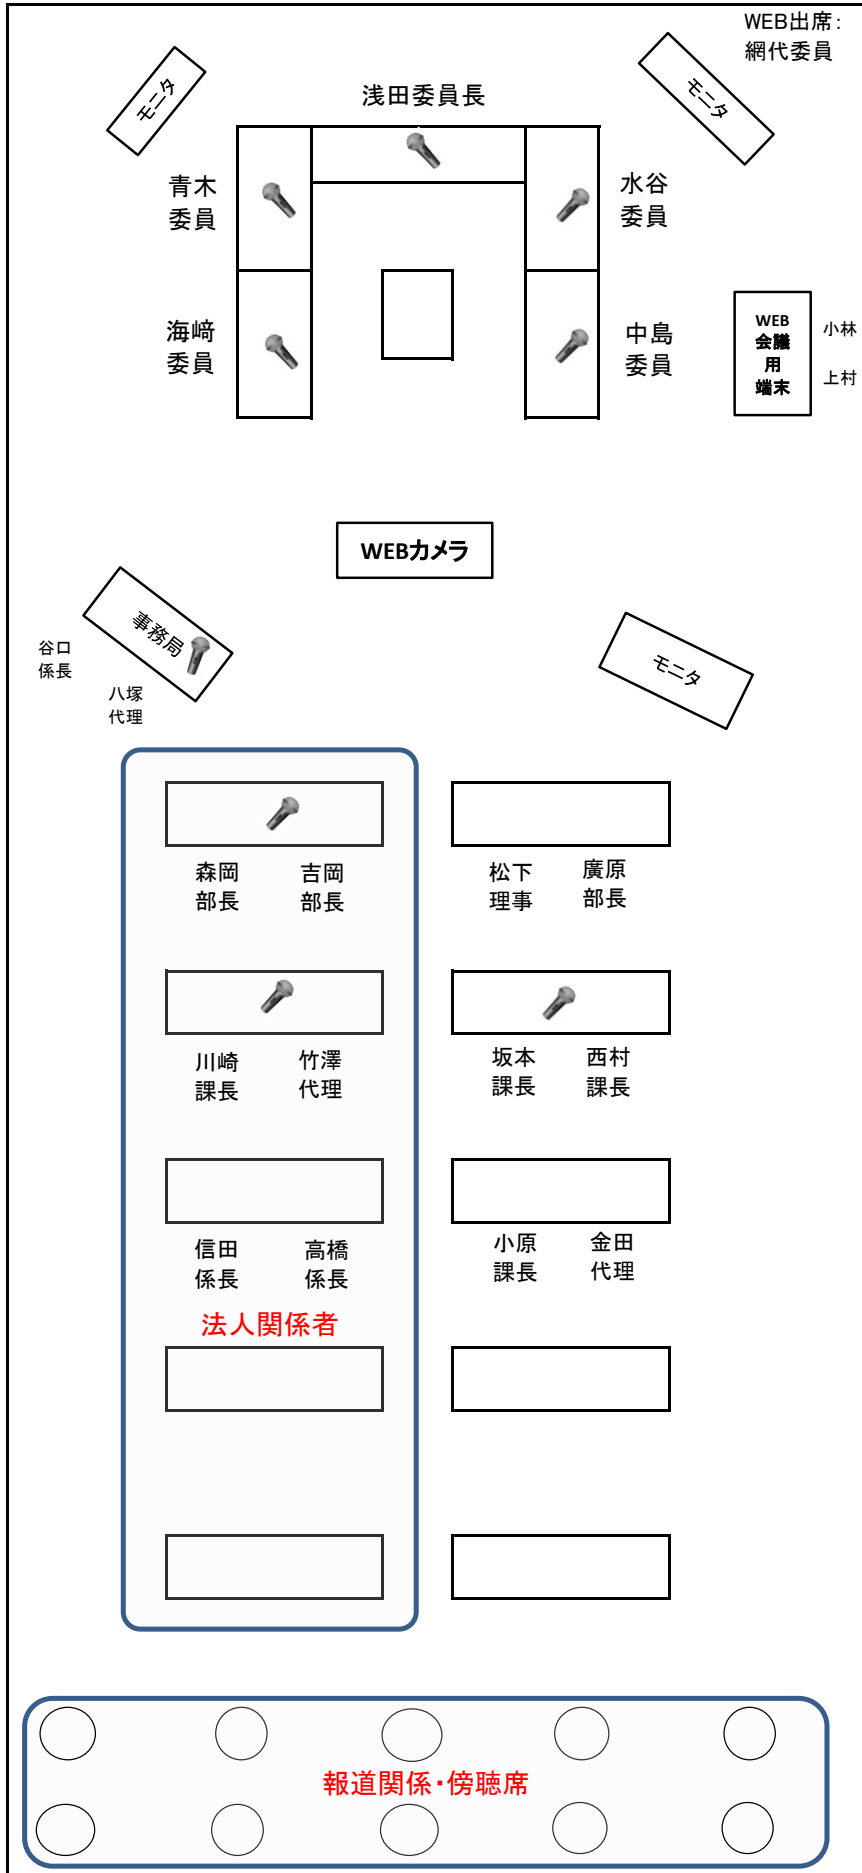 WEB出席：
網代委員
モニタ
モニタ
浅田委員長
青木
委員
水谷
委員
海﨑
委員
中島
委員
WEB
会議
用
端末
小林
上村
WEBカメラ
事務局
谷口
係長
八塚
代理
モニタ
森岡
部長
吉岡
部長
松下
理事
廣原
部長
川崎
課長
竹澤
代理
坂本
課長
西村
課長
信田
係長
高橋
係長
小原
課長
金田
代理
法人関係者
報道関係・傍聴席